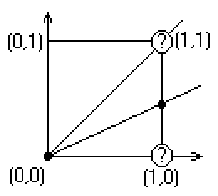 (0,1) ? (1,1)
?
(0,0) (1,0)